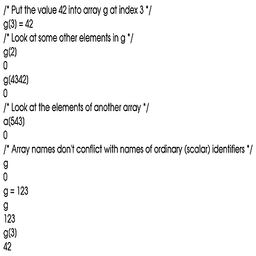 /* Put the value 42 into array g at index 3 */
g(3) = 42
/* Look at some other elements in g */
g(2)
0
g(4342)
0
/* Look at the elements of another array */
a(543)
0
/* Array names don't conflict with names of ordinary (scalar) identifiers */
g
0
g = 123
g
123
g(3)
42